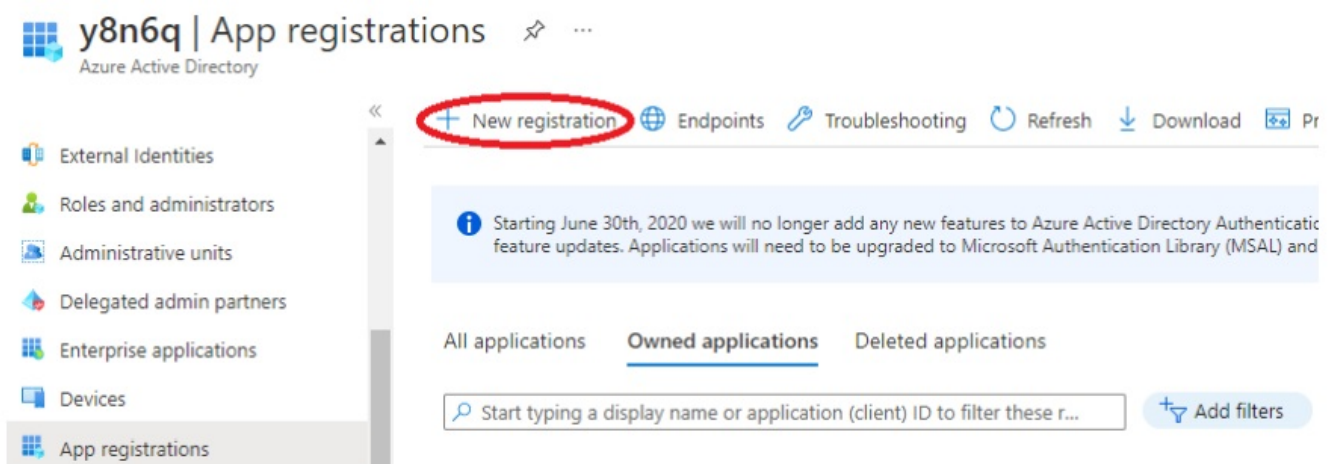 y8n6q | App registrations
Azure Active Directory
New registration Endpoints Troubleshooting Refresh Download
External Identities
Roles and administrators
Administrative units
Delegated admin partners
Enterprise applications
Devices
App registrations
Starting June 30th, 2020 we will no longer add any new features to Azure Active Directory
feature updates. Applications will need to be upgraded to Microsoft Authentication Library (MSAL) and
All applications Owned applications Deleted applications
Start typing a display name or application (client) ID to filter these r...
Add filters